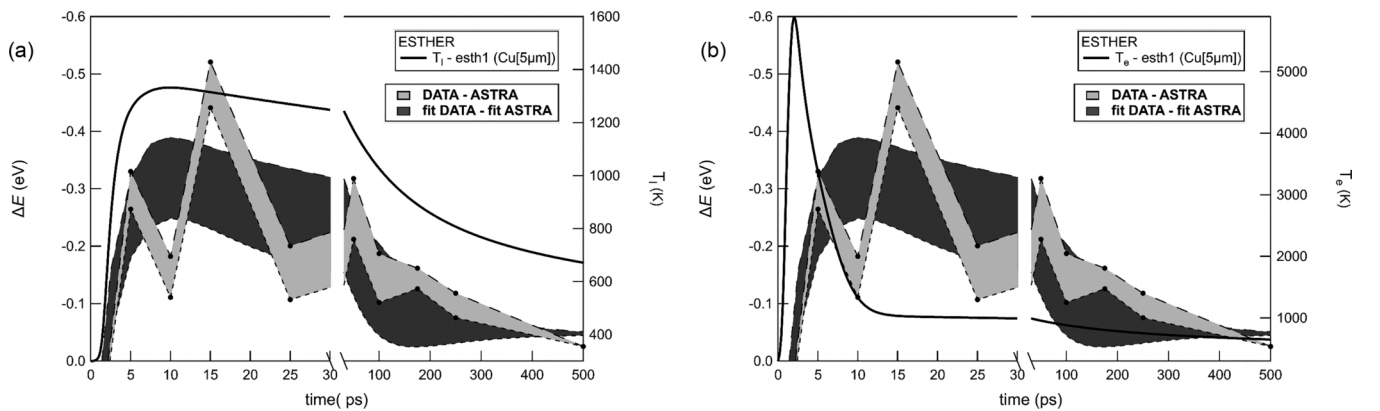 (a)
-0.6
-0.5
-0.4
-0.3
-0.2
-0.1
0.0
ΔE (eV)
ESTHER
T_l - esth1 (Cu[5μm])
DATA - ASTRA
fit DATA - fit ASTRA
1600
1400
1200
1000
800
600
400
T_l (K)
0 5 10 15 20 25 30 100 200 300 400 500
time( ps)
(b)
-0.6
-0.5
-0.4
-0.3
-0.2
-0.1
-0.0
ΔE (eV)
ESTHER
T_e - esth1 (Cu[5μm])
DATA - ASTRA
fit DATA - fit ASTRA
5000
4000
3000
2000
1000
T_e (K)
0 5 10 15 20 25 30 100 200 300 400 500
time (ps)